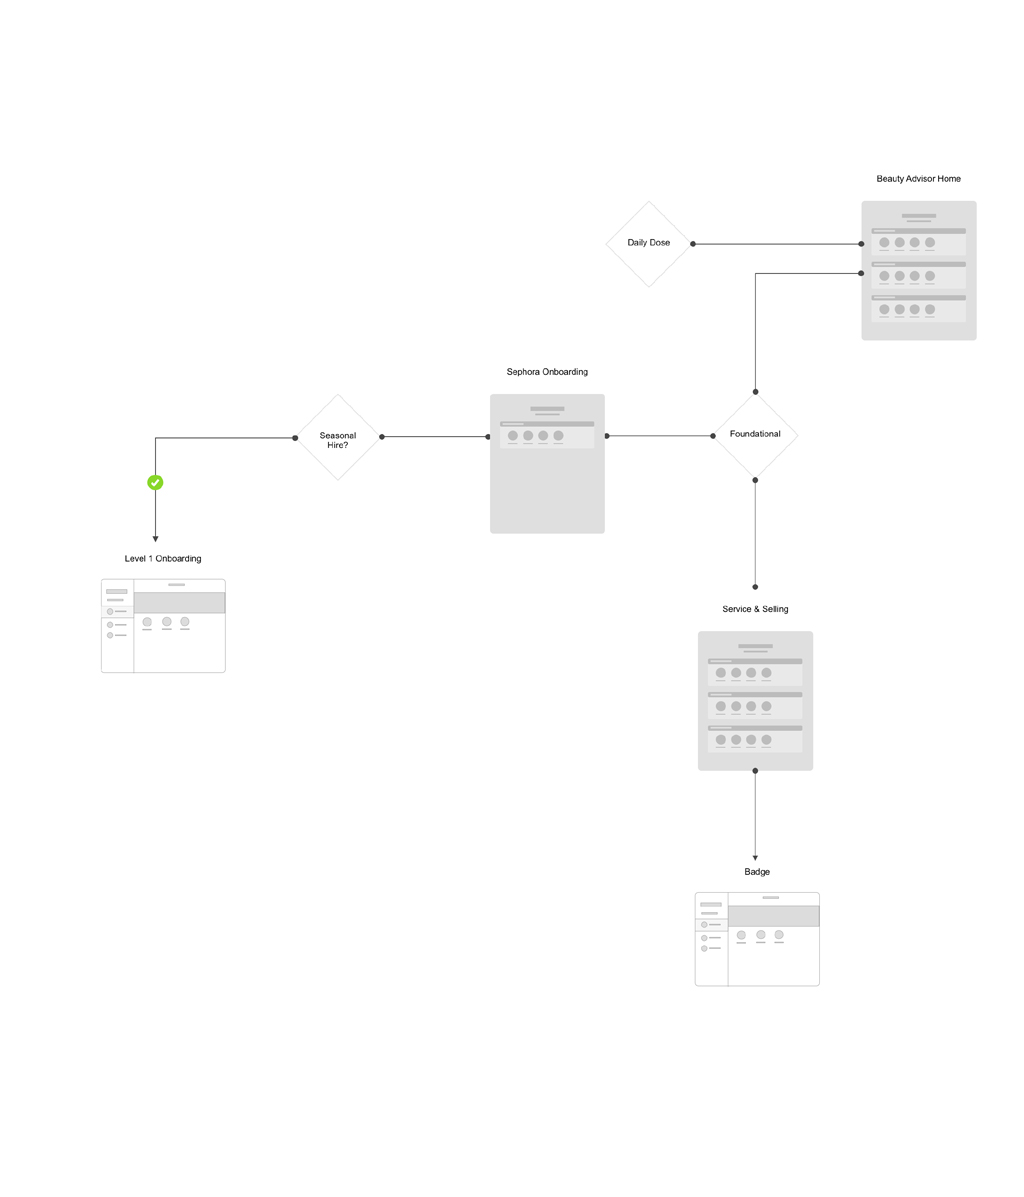 Beauty Advisor Home
Daily Dose
Sephora Onboarding
Seasonal
Hire?
Foundational
Level 1 Onboarding
Service & Selling
Badge